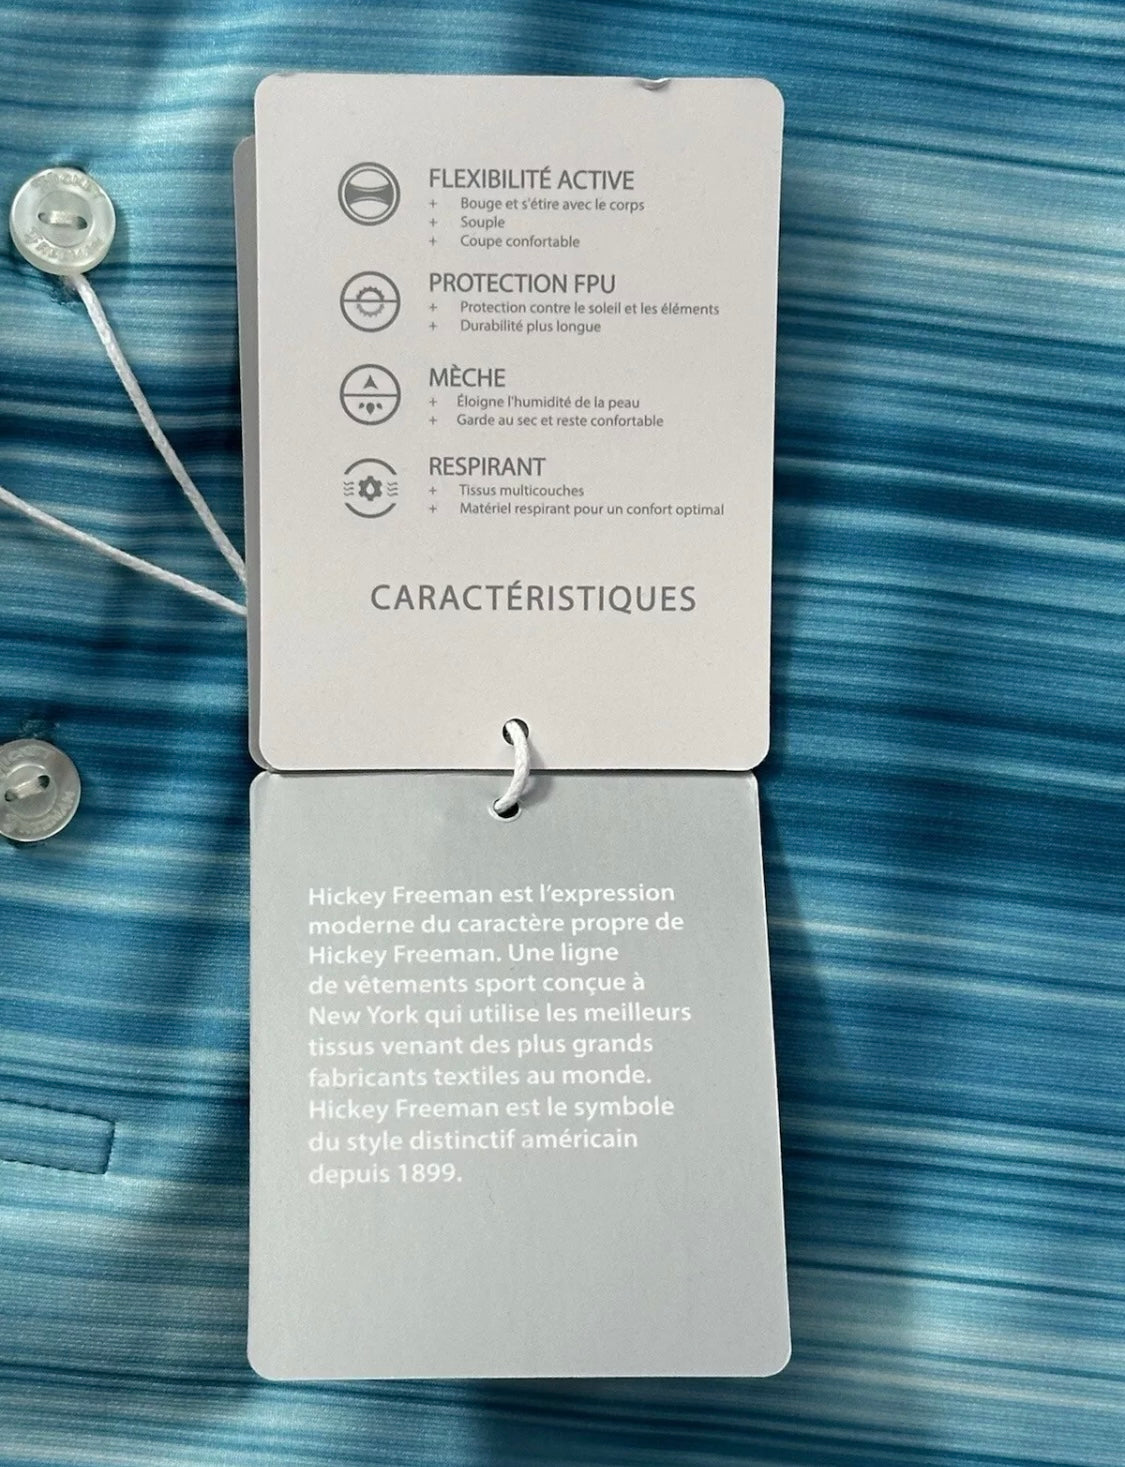 FLEXIBILITÉ ACTIVE
+ Bouge et s'étire avec le corps
+ Souple
+ Coupe confortable
PROTECTION FPU
+ Protection contre le soleil et les éléments
+ Durabilité plus longue
MÈCHE
+ Éloigne l'humidité de la peau
+ Garde au sec et reste confortable
RESPIRANT
+ Tissus multicouches
+ Matériel respirant pour un confort optimal
CARACTÉRISTIQUES
Hickey Freeman est l'expression
moderne du caractère propre de
Hickey Freeman. Une ligne
de vêtements sport conçue à
New York qui utilise les meilleurs
tissus venant des plus grands
fabricants textiles au monde.
Hickey Freeman est le symbole
du style distinctif américain
depuis 1899.